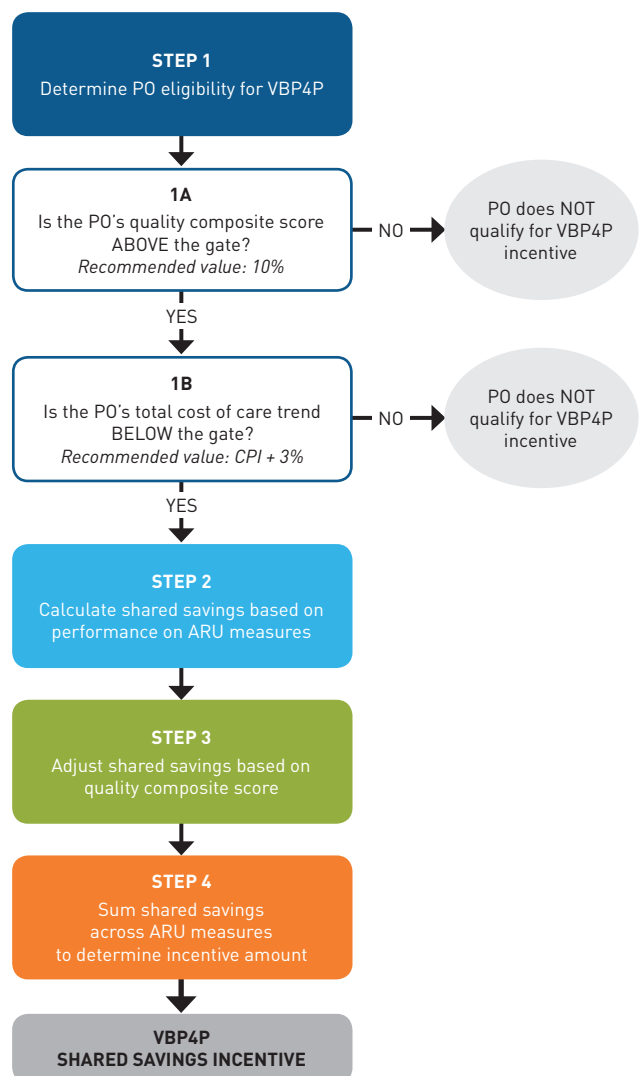 STEP 1
Determine PO eligibility for VBP4P
1A
Is the PO's quality composite score
ABOVE the gate?
Recommended value: 10%
NO
PO does NOT
qualify for VBP4P
incentive
YES
1B
Is the PO's total cost of care trend
BELOW the gate?
Recommended value: CPI + 3%
NO
PO does NOT
qualify for VBP4P
incentive
YES
STEP 2
Calculate shared savings based on
performance on ARU measures
STEP 3
Adjust shared savings based on
quality composite score
STEP 4
Sum shared savings
across ARU measures
to determine incentive amount
VBP4P
SHARED SAVINGS INCENTIVE